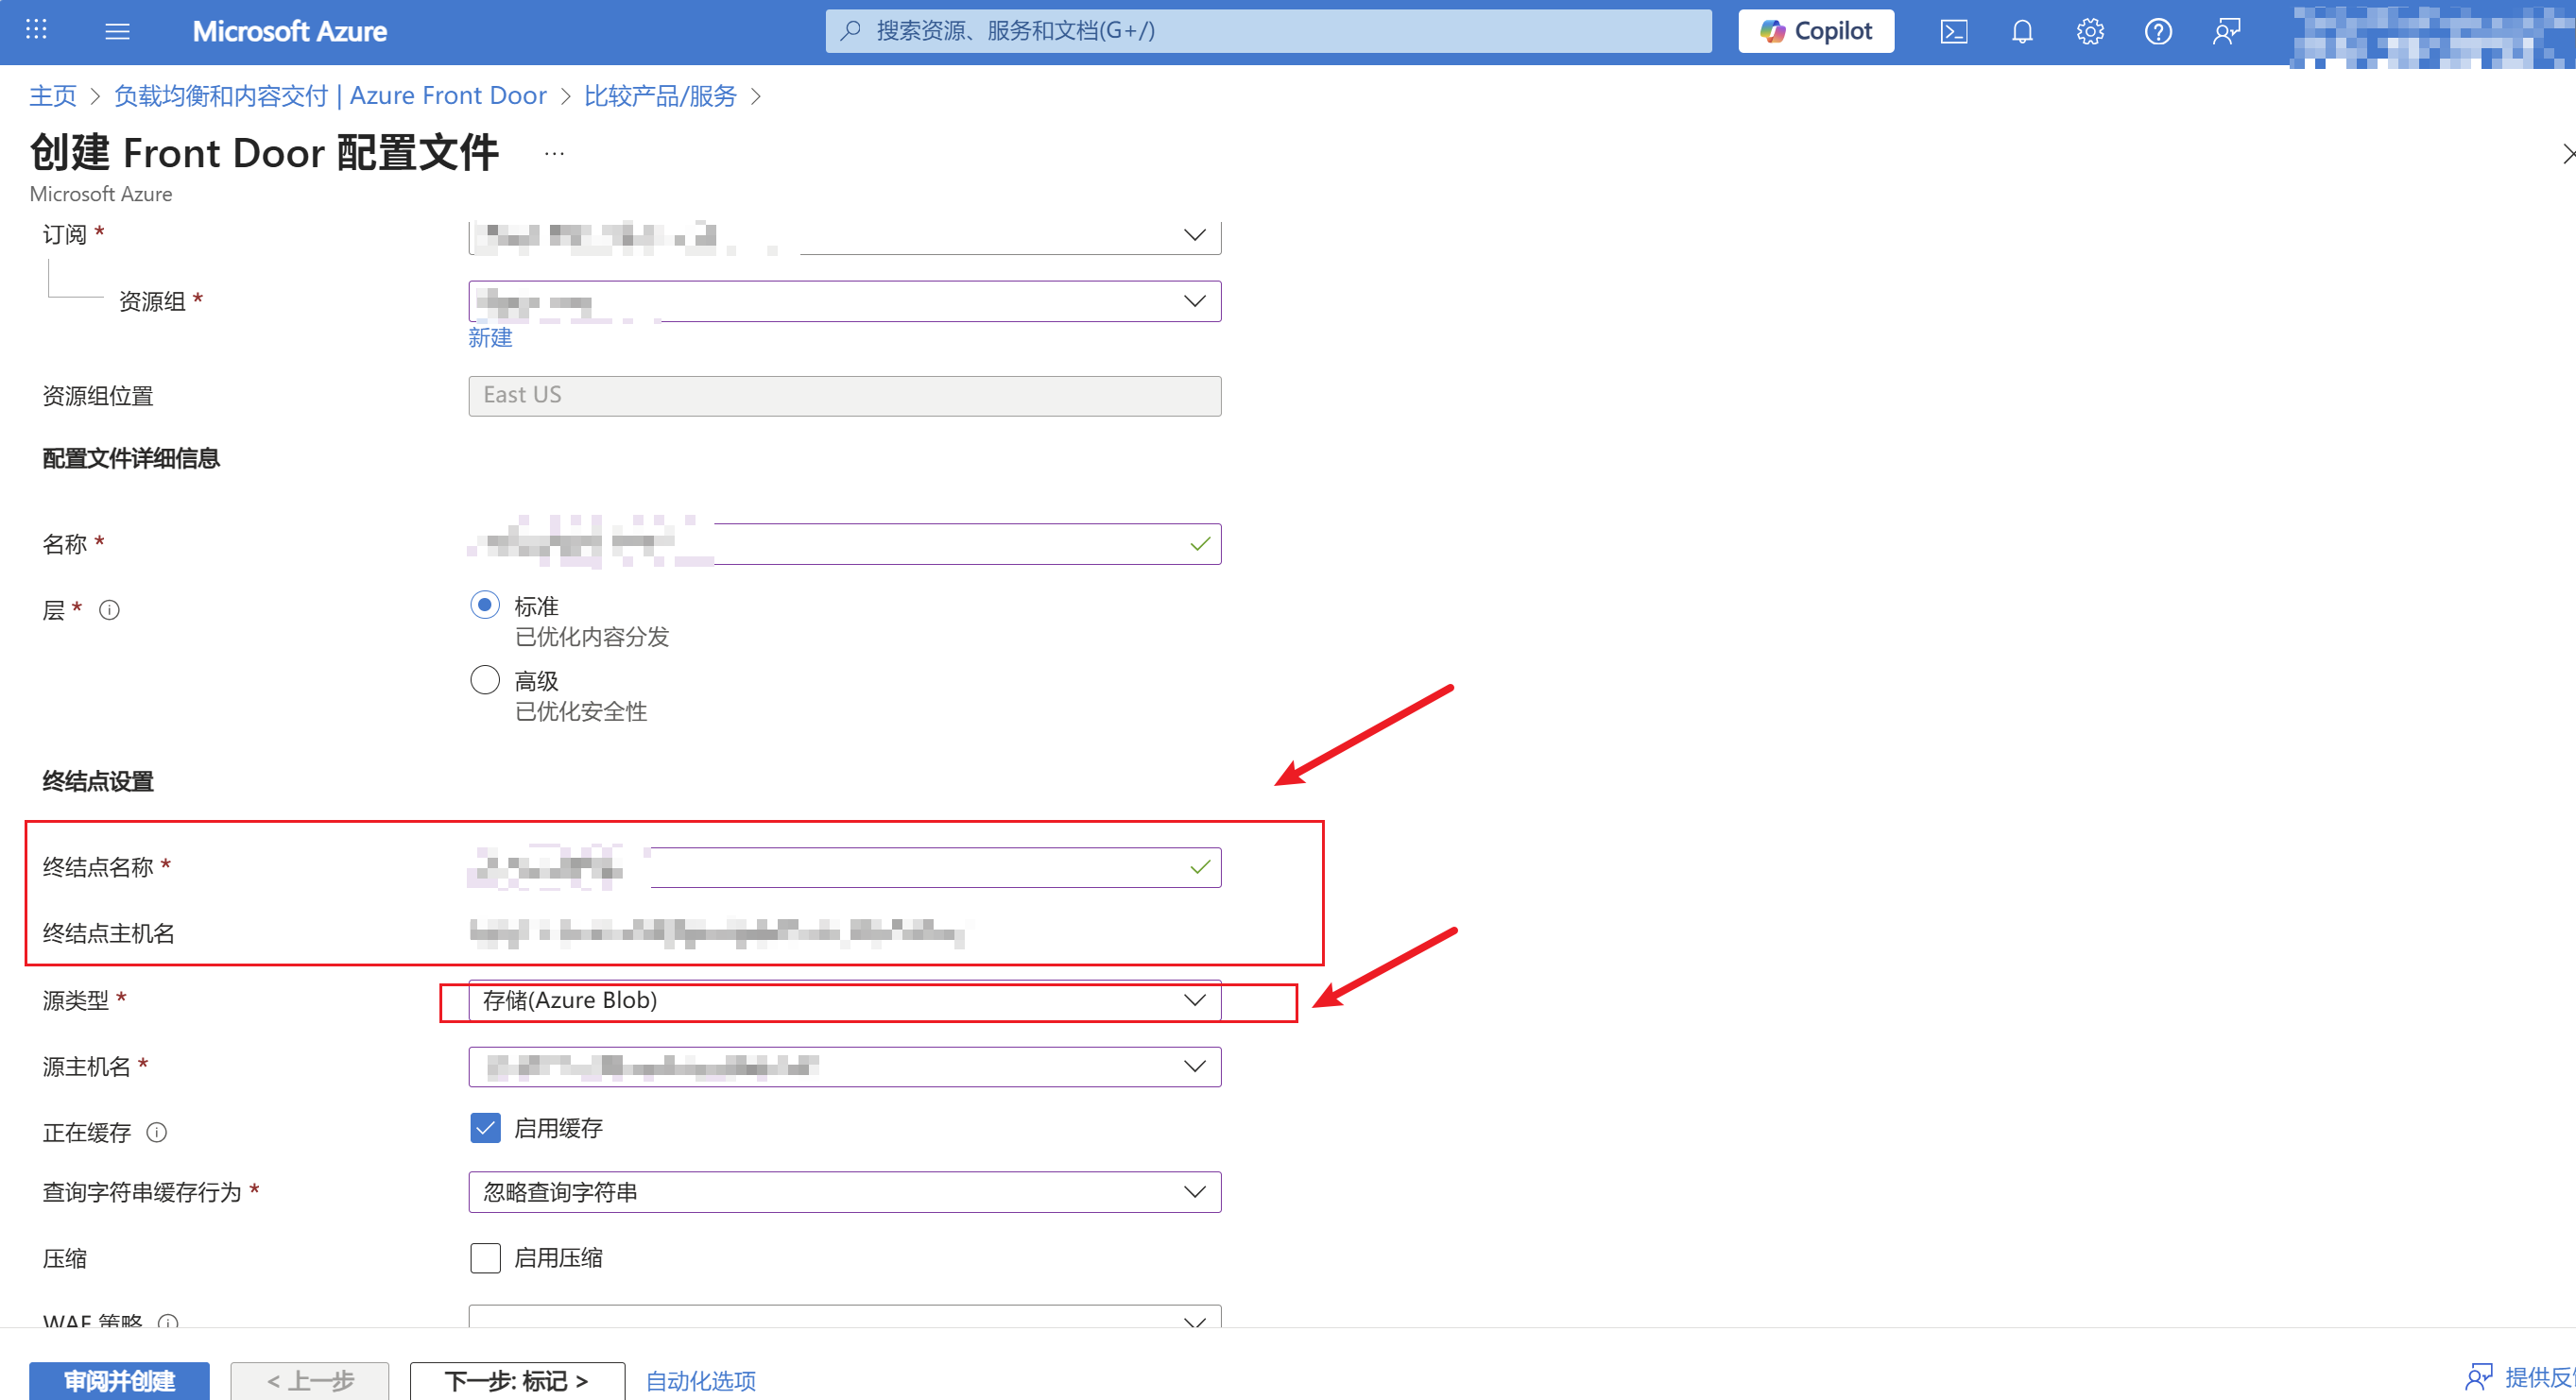 Microsoft Azure
搜索资源、服务和文档(G+/)
Copilot
主页 > 负载均衡和内容交付 | Azure Front Door > 比较产品/服务 >
创建 Front Door 配置文件 ...
Microsoft Azure
订阅 *
资源组 *
新建
资源组位置
East US
配置文件详细信息
名称 *
层 *
标准
已优化内容分发
高级
已优化安全性
终结点设置
终结点名称 *
终结点主机名
源类型 *
存储(Azure Blob)
源主机名 *
正在缓存
启用缓存
查询字符串缓存行为 *
忽略查询字符串
压缩
启用压缩
WAF 策略
审阅并创建
< 上一步
下一步: 标记 >
自动化选项
提供反